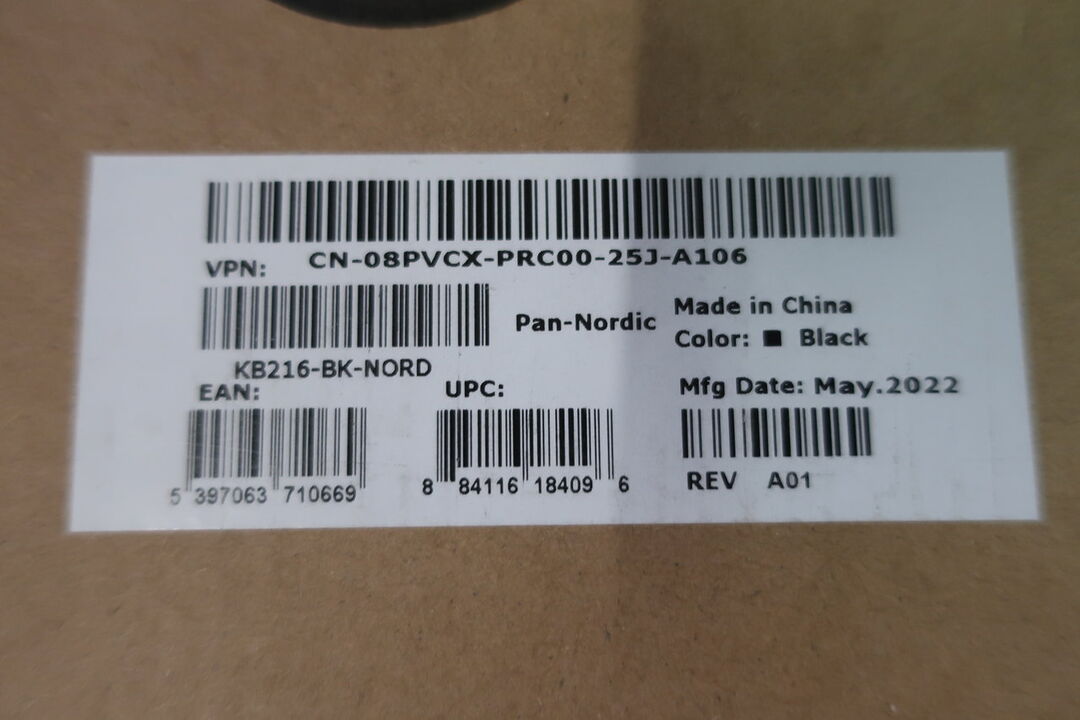 CN-08PVCX-PRC00-25J-A106
VPN:
Pan-Nordic
Made in China
Color: ■ Black
KB216-BK-NORD
EAN:
UPC:
Mfg Date: May.2022
5 397063 710669
8 84116 18409 6
REV A01